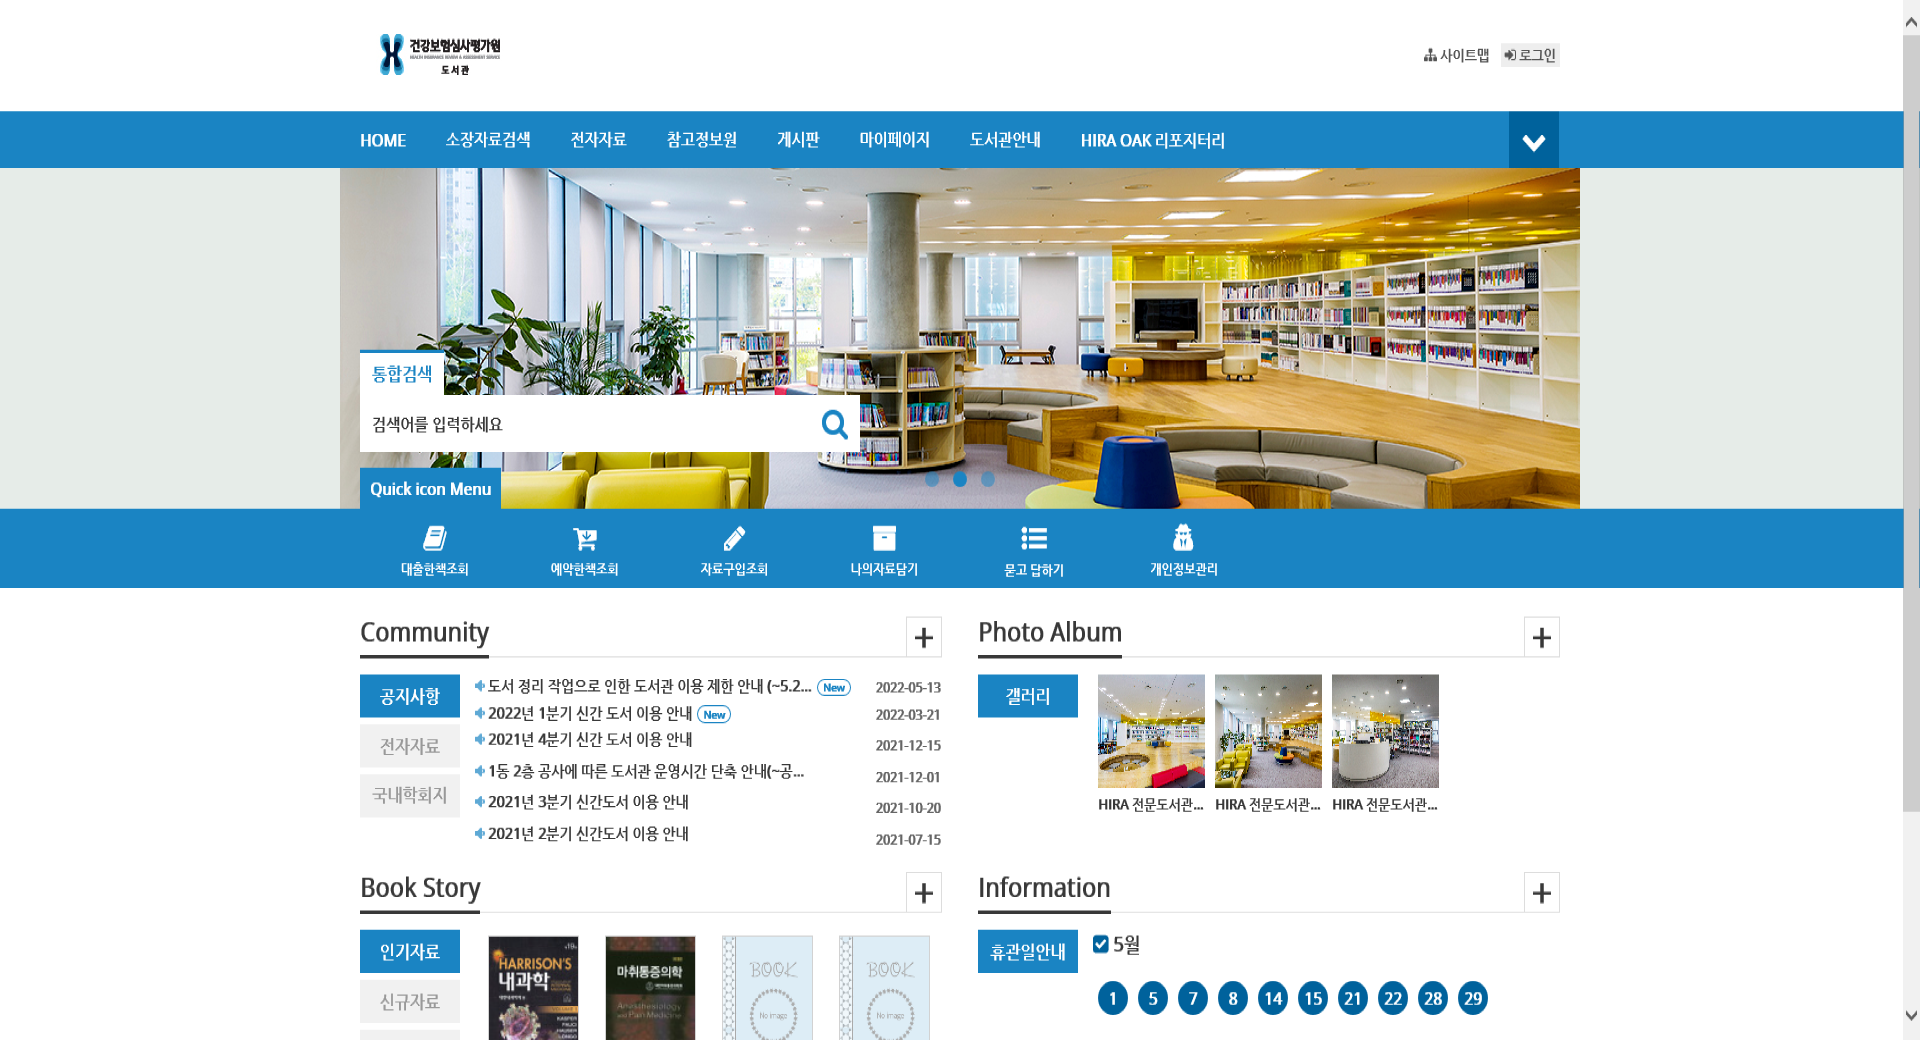 건강보험심사평가원
HEALTH INSURANCE REVIEW & ASSESSMENT SERVICE
도서관
사이트맵 로그인
HOME 소장자료검색 전자자료 참고정보원 게시판 마이페이지 도서관안내 HIRA OAK 리포지터리
통합검색
검색어를 입력하세요
Quick icon Menu
대출한책조회 예약한책조회 자료구입조회 나의자료담기 묻고 답하기 개인정보관리
Community
공지사항
전자자료
국내학회지
도서 정리 작업으로 인한 도서관 이용 제한 안내 (~5.2... New 2022-05-13
2022년 1분기 신간 도서 이용 안내 New 2022-03-21
2021년 4분기 신간 도서 이용 안내 2021-12-15
1동 2층 공사에 따른 도서관 운영시간 단축 안내(~공... 2021-12-01
2021년 3분기 신간도서 이용 안내 2021-10-20
2021년 2분기 신간도서 이용 안내 2021-07-15
Photo Album
갤러리
HIRA 전문도서관... HIRA 전문도서관... HIRA 전문도서관...
Book Story
인기자료
신규자료
HARRISON'S
내과학
마취통증의학
Anesthesiology
and Pain Medicine
BOOK
No image
BOOK
No image
Information
휴관일안내
5월
1 5 7 8 14 15 21 22 28 29